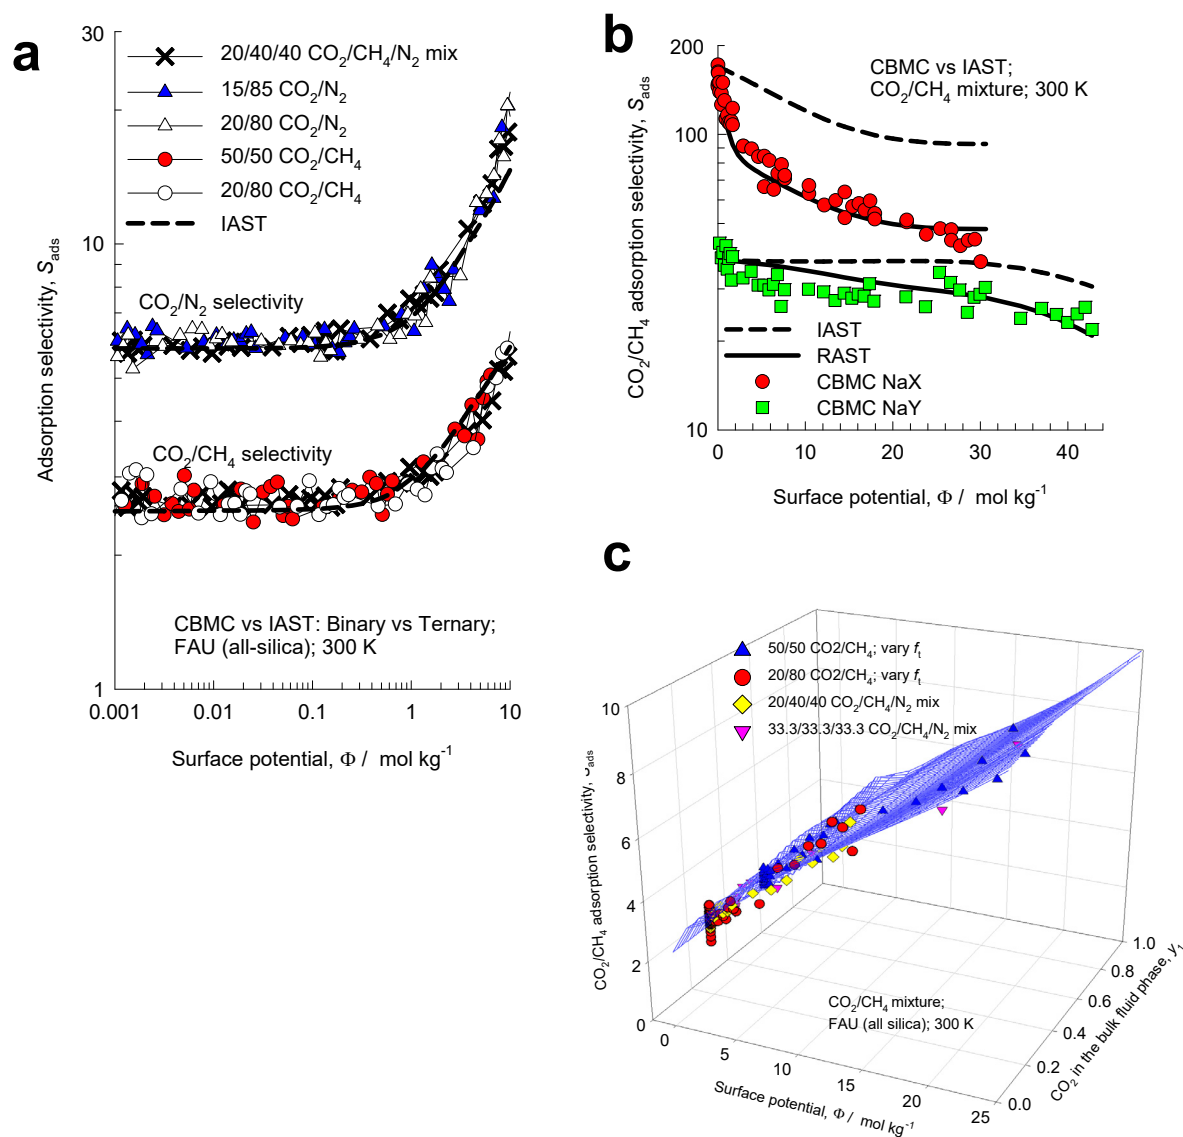 a
30
10
1
Adsorption selectivity, Sads
20/40/40 CO2/CH4/N2 mix
15/85 CO2/N2
20/80 CO2/N2
50/50 CO2/CH4
20/80 CO2/CH4
IAST
CO2/N2 selectivity
CO2/CH4 selectivity
CBMC vs IAST: Binary vs Ternary;
FAU (all-silica); 300 K
0.001 0.01 0.1 1 10
Surface potential, Φ / mol kg-1
b
200
100
10
CO2/CH4 adsorption selectivity, Sads
CBMC vs IAST;
CO2/CH4 mixture; 300 K
IAST
RAST
CBMC NaX
CBMC NaY
0 10 20 30 40
Surface potential, Φ / mol kg-1
c
50/50 CO2/CH4; vary ft
20/80 CO2/CH4; vary ft
20/40/40 CO2/CH4/N2 mix
33.3/33.3/33.3 CO2/CH4/N2 mix
10
8
6
4
2
0
CO2/CH4 adsorption selectivity, Sads
CO2/CH4 mixture;
FAU (all silica); 300 K
0 5 10 15 20 25
Surface potential, Φ / mol kg-1
0.0 0.2 0.4 0.6 0.8 1.0
CO2 in the bulk fluid phase, y1